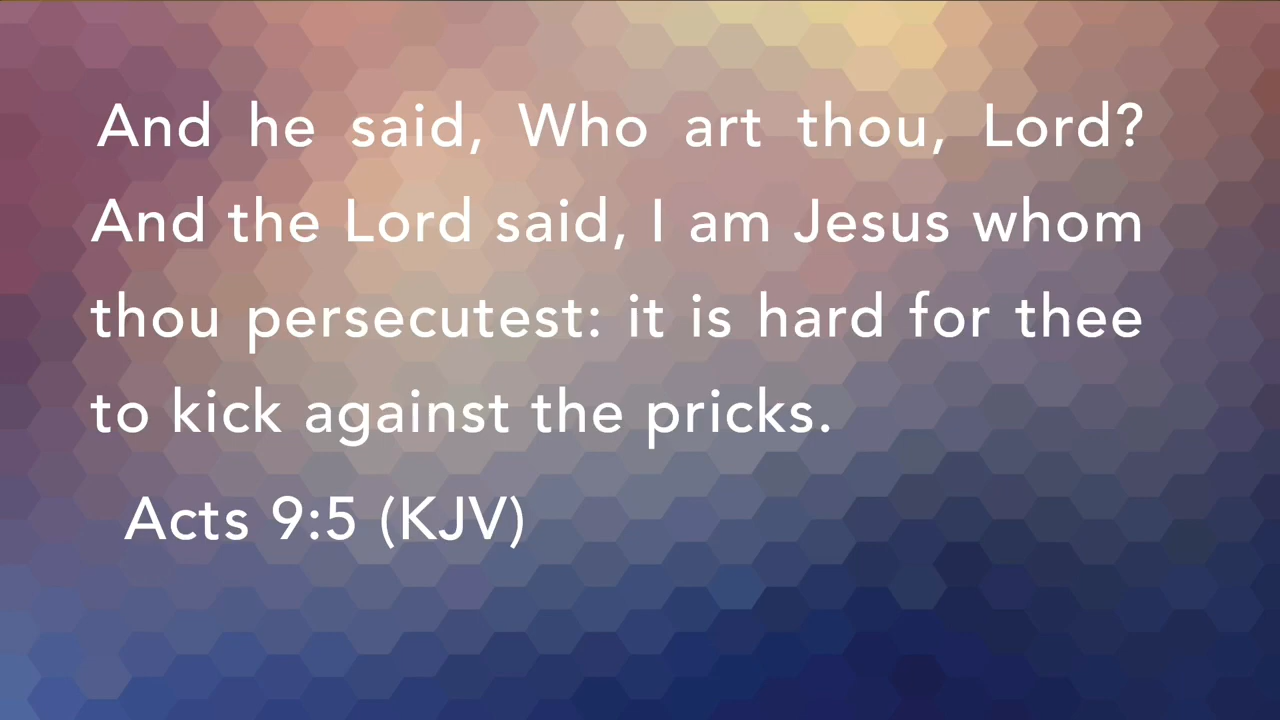 And he said, Who art thou, Lord?
And the Lord said, I am Jesus whom
thou persecutest: it is hard for thee
to kick against the pricks.
Acts 9:5 (KJV)